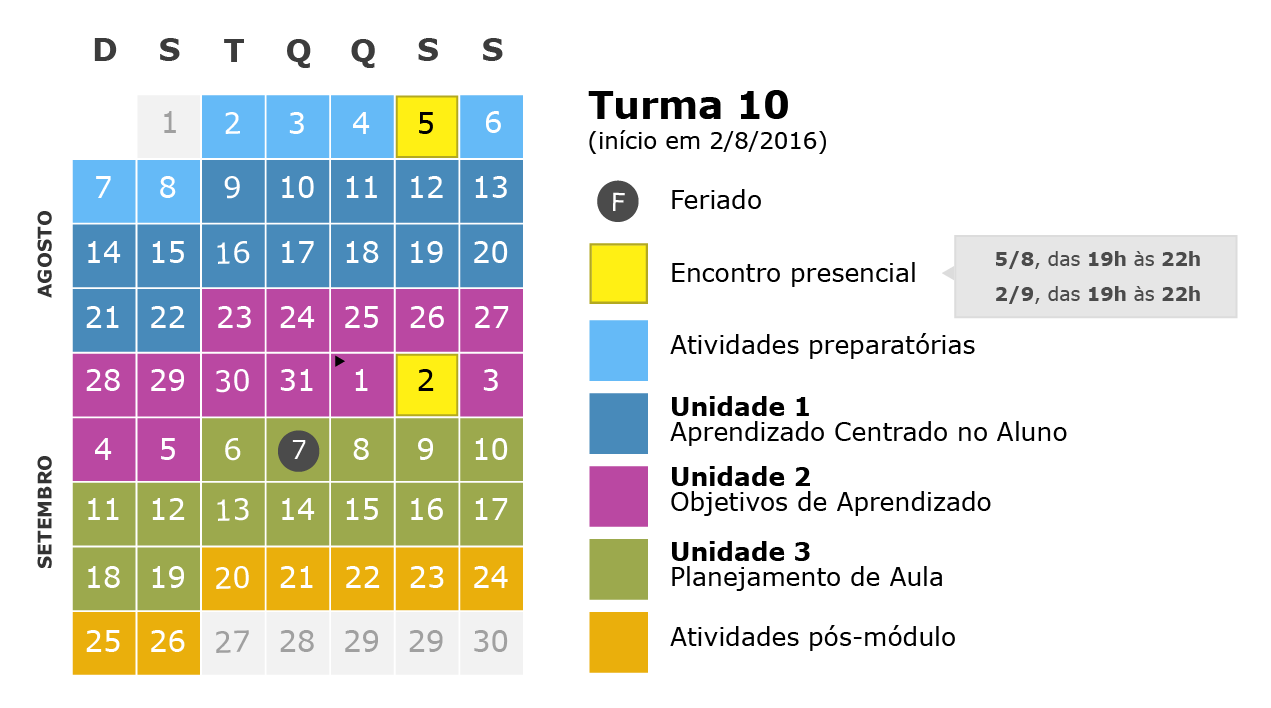 D S T Q Q S S
1 2 3 4 5 6
7 8 9 10 11 12 13
14 15 16 17 18 19 20
21 22 23 24 25 26 27
28 29 30 31 1 2 3
4 5 6 7 8 9 10
11 12 13 14 15 16 17
18 19 20 21 22 23 24
25 26 27 28 29 29 30
AGOSTO
SETEMBRO
Turma 10
(início em 2/8/2016)
F Feriado
Encontro presencial
5/8, das 19h às 22h
2/9, das 19h às 22h
Atividades preparatórias
Unidade 1
Aprendizado Centrado no Aluno
Unidade 2
Objetivos de Aprendizado
Unidade 3
Planejamento de Aula
Atividades pós-módulo